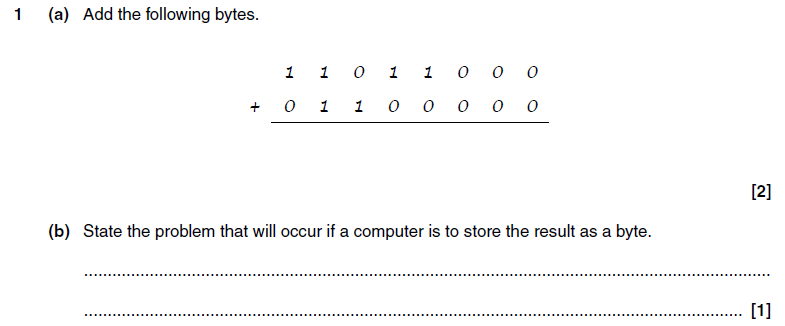 1 (a) Add the following bytes.
1 1 0 1 1 0 0 0
+ 0 1 1 0 0 0 0 0
[2]
(b) State the problem that will occur if a computer is to store the result as a byte.
..........................................................................................................................................................
.................................................................................................................................................... [1]